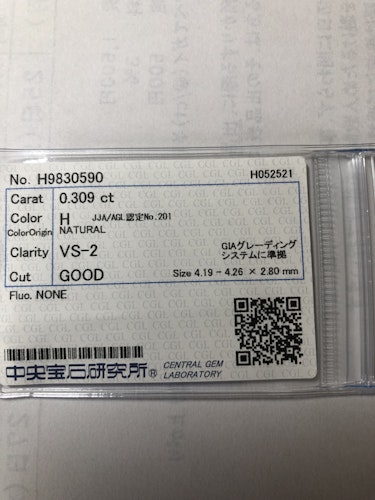 No. H9830590 H052521
Carat 0.309 ct
Color H JJA/AGL認定No.201
ColorOrigin NATURAL
Clarity VS-2 GIAグレーディング
システムに準拠
Cut GOOD Size 4.19 - 4.26 × 2.80 mm
Fluo. NONE
中央宝石研究所® CENTRAL GEM
LABORATORY